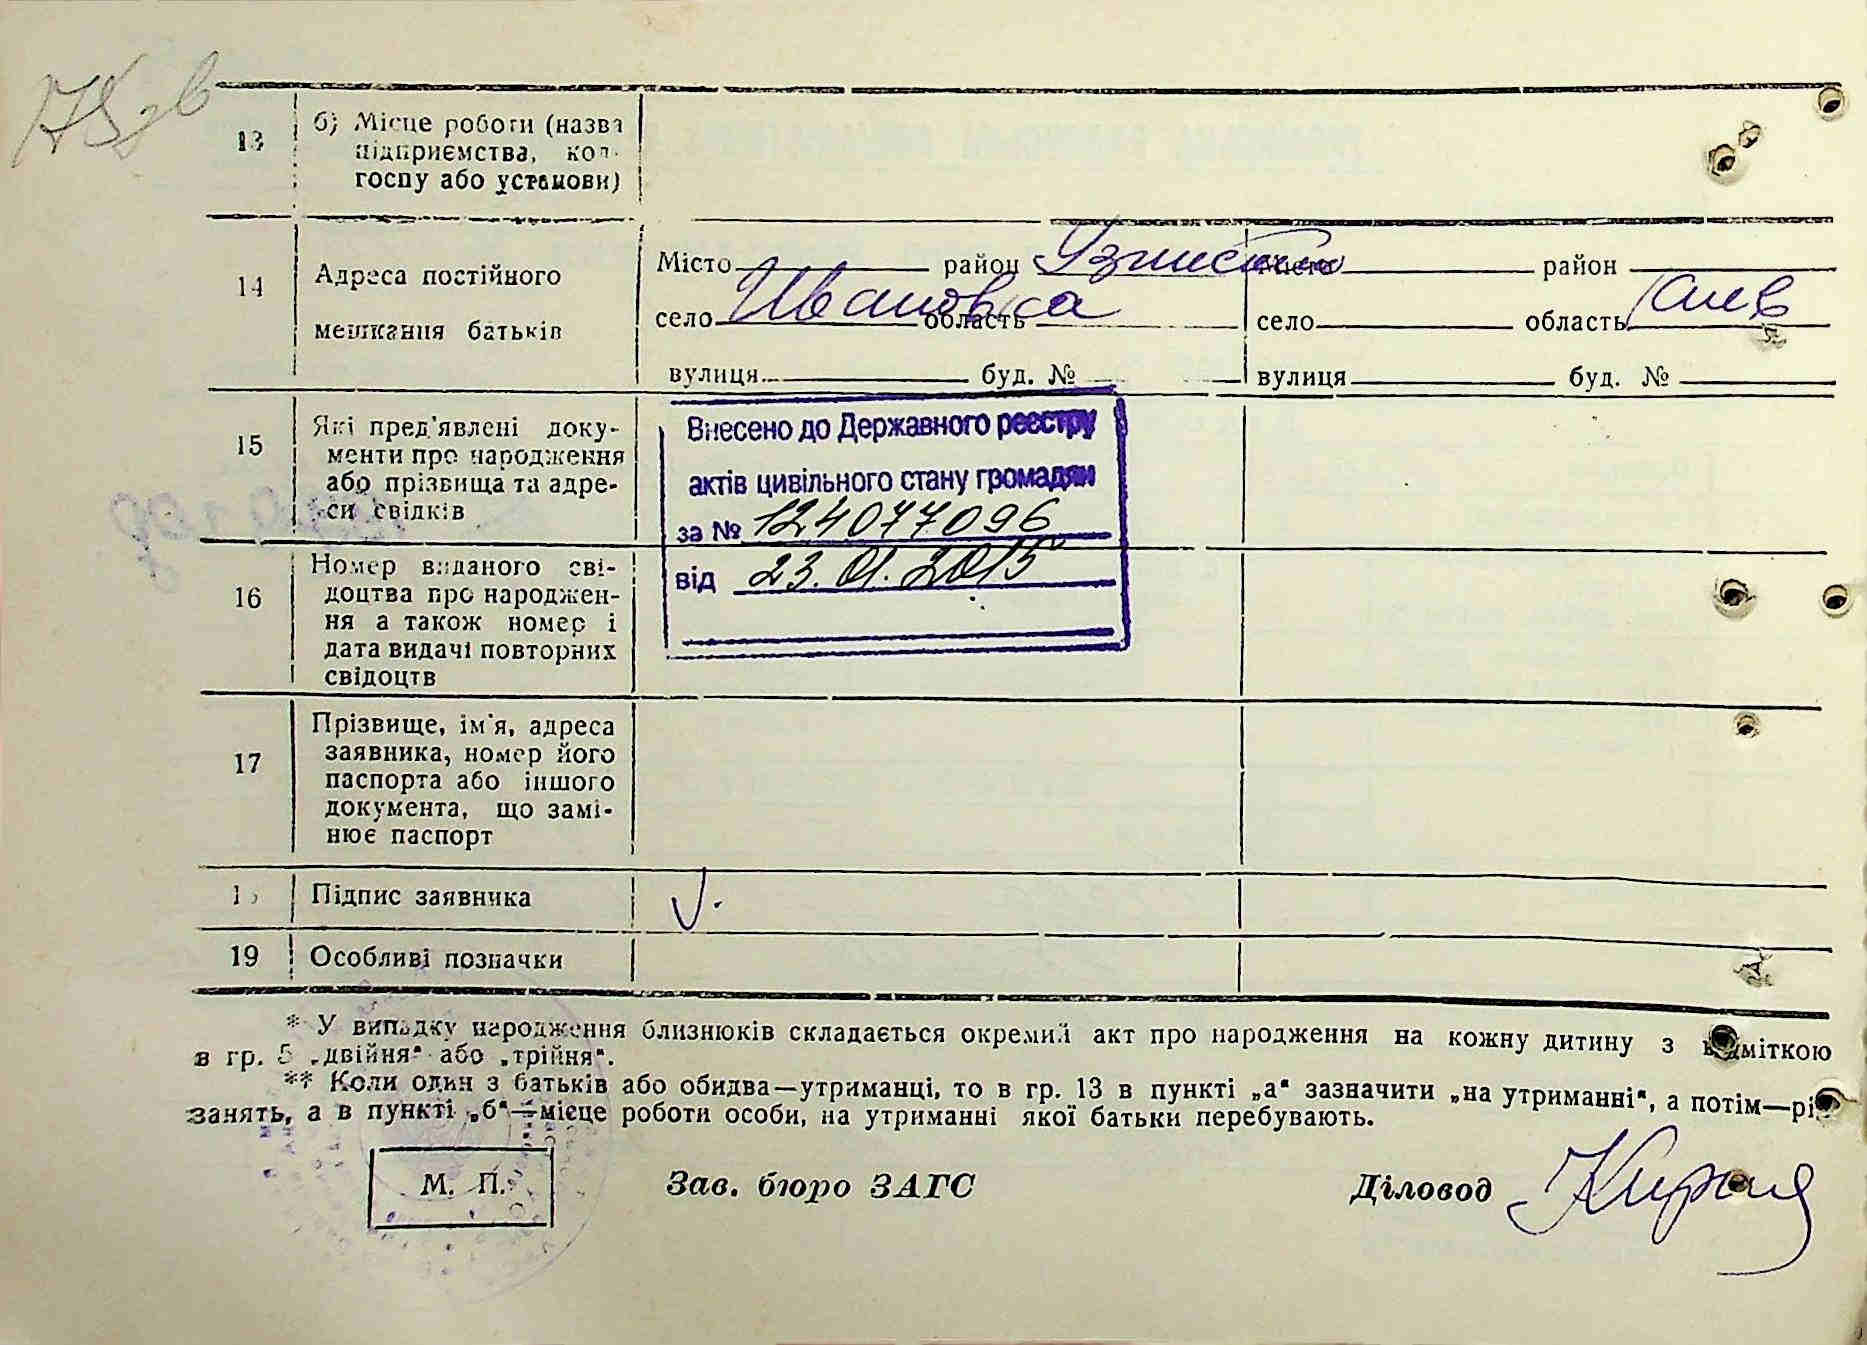 13 б) Місце роботи (назва
підприємства, кол-
госпу або установи)
14 Адреса постійного
мешкання батьків
Місто район Місто район
село Ивановка область село область Киев
вулиця буд. № вулиця буд. №
15 Які пред'явлені доку-
менти про народження
або прізвища та адре-
си свідків
Внесено до Державного реєстру
актів цивільного стану громадян
за № 124077096
від 23.01.2015
16 Номер виданого сві-
доцтва про народжен-
ня а також номер і
дата видачі повторних
свідоцтв
17 Прізвище, ім'я, адреса
заявника, номер його
паспорта або іншого
документа, що замі-
нює паспорт
Підпис заявника
19 Особливі позначки
* У випадку народження близнюків складається окремий акт про народження на кожну дитину з відміткою
в гр. 5 „двійня“ або „трійня“.
** Коли один з батьків або обидва—утриманці, то в гр. 13 в пункті „а“ зазначити „на утриманні“, а потім—рід
занять, а в пункті „б“—місце роботи особи, на утриманні якої батьки перебувають.
М. П. Зав. бюро ЗАГС Діловод